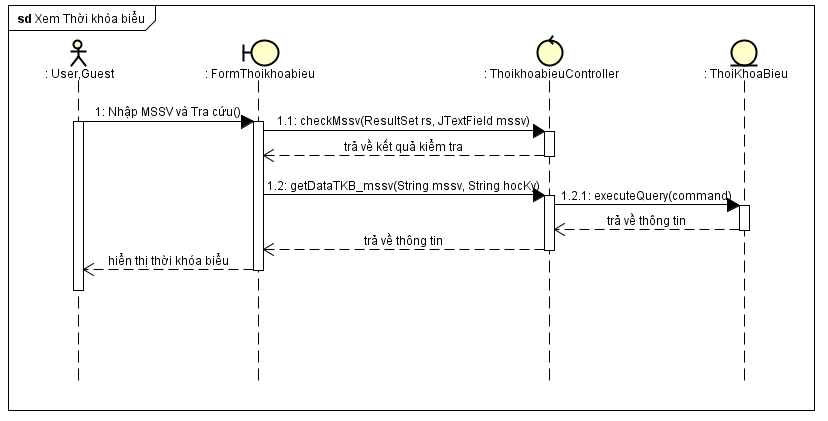 sd Xem Thời khóa biểu
: User,Guest
: FormThoikhoabieu
: ThoikhoabieuController
: ThoiKhoaBieu
1: Nhập MSSV và Tra cứu()
1.1: checkMssv(ResultSet rs, JTextField mssv)
trả về kết quả kiểm tra
1.2: getDataTKB_mssv(String mssv, String hocKy)
1.2.1: executeQuery(command)
trả về thông tin
trả về thông tin
hiển thị thời khóa biểu